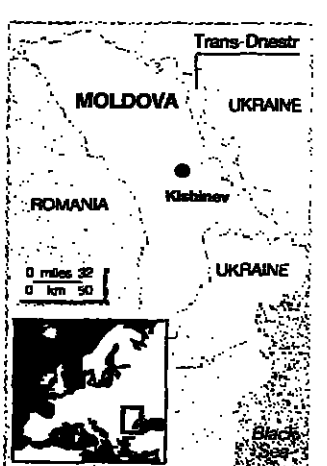 Trans-Dnestr
MOLDOVA
UKRAINE
Kishinev
ROMANIA
UKRAINE
0 miles 32
0 km 50
Black
Sea